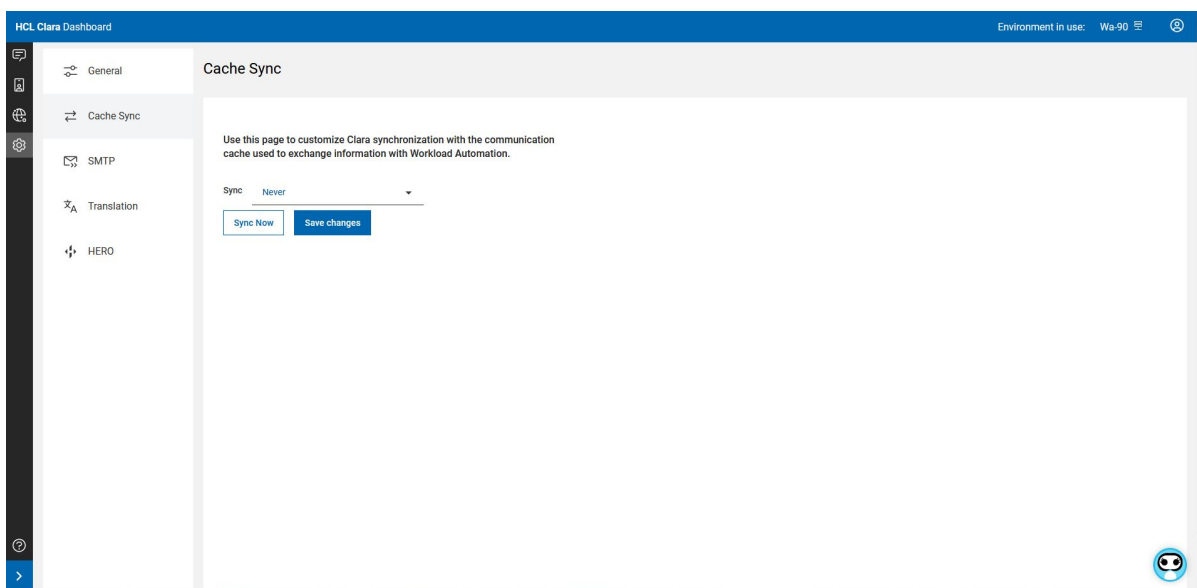 HCL Clara Dashboard
Environment in use: Wa-90
General
Cache Sync
SMTP
Translation
HERO
Cache Sync
Use this page to customize Clara synchronization with the communication
cache used to exchange information with Workload Automation.
Sync Never
Sync Now Save changes